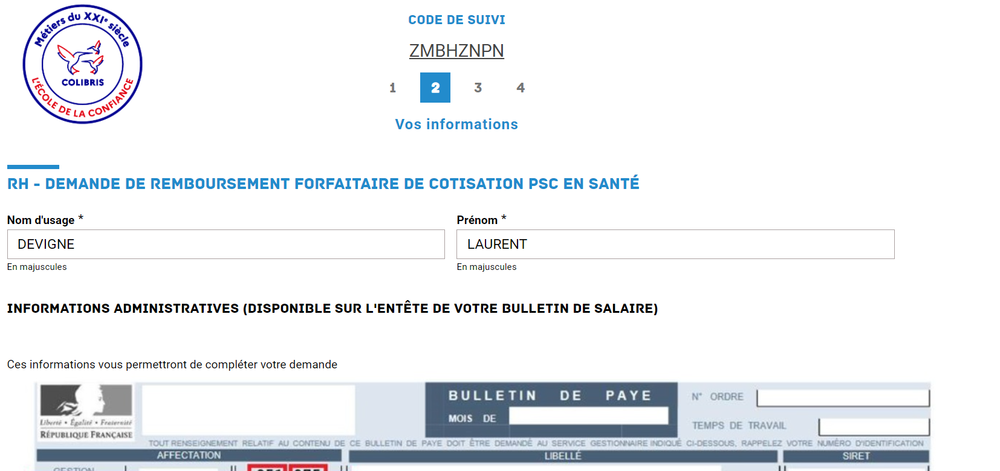 Métiers du XXIe siècle
COLIBRIS
L'ÉCOLE DE LA CONFIANCE
CODE DE SUIVI
ZMBHZNPN
1 2 3 4
Vos informations
RH - DEMANDE DE REMBOURSEMENT FORFAITAIRE DE COTISATION PSC EN SANTÉ
Nom d'usage * Prénom *
DEVIGNE LAURENT
En majuscules En majuscules
INFORMATIONS ADMINISTRATIVES (DISPONIBLE SUR L'ENTÊTE DE VOTRE BULLETIN DE SALAIRE)
Ces informations vous permettront de compléter votre demande
BULLETIN DE PAYE
N° ORDRE
MOIS DE
Liberté • Égalité • Fraternité
RÉPUBLIQUE FRANÇAISE
TEMPS DE TRAVAIL
TOUT RENSEIGNEMENT RELATIF AU CONTENU DE CE BULLETIN DE PAYE DOIT ÊTRE DEMANDÉ AU SERVICE GESTIONNAIRE INDIQUÉ CI-DESSOUS, RAPPELEZ VOTRE NUMÉRO D'IDENTIFICATION
AFFECTATION LIBELLÉ SIRET
GESTION